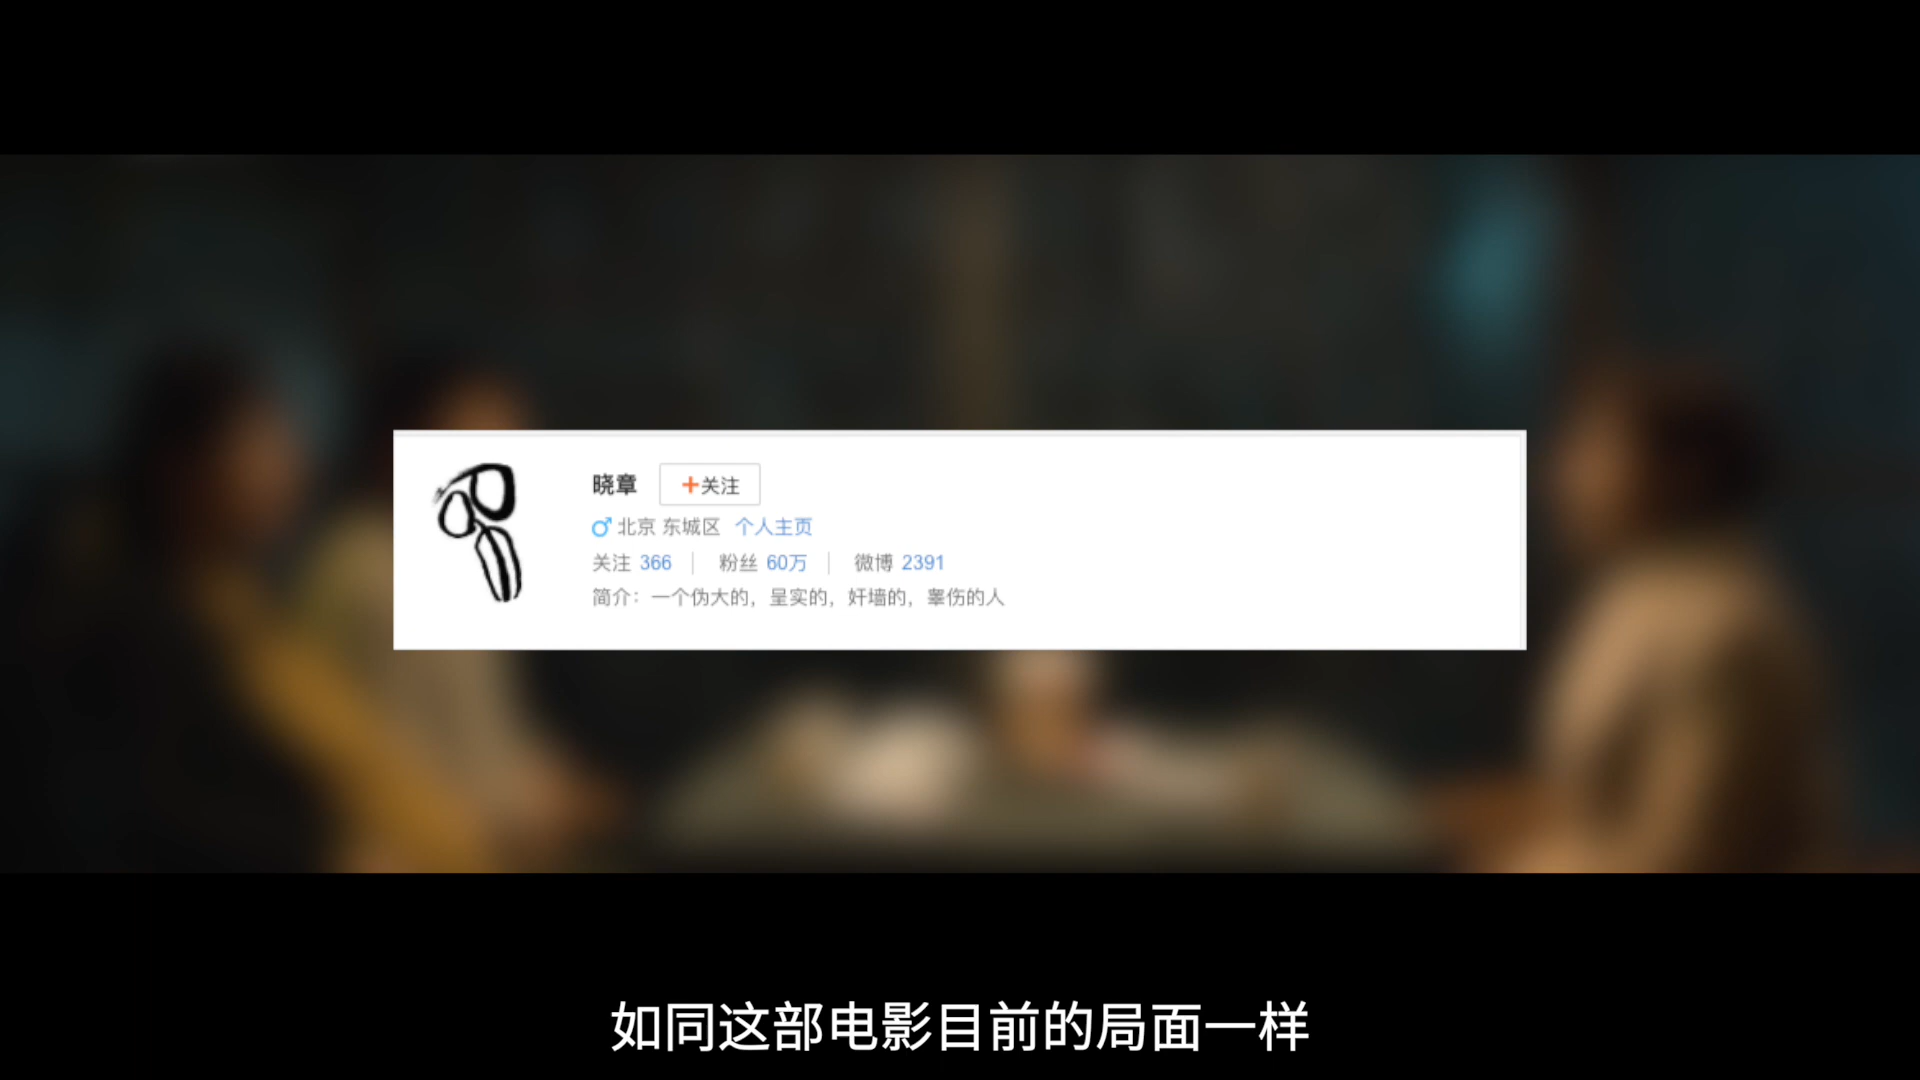 晓章 +关注
北京 东城区 个人主页
关注 366 | 粉丝 60万 | 微博 2391
简介：一个伪大的，呈实的，奸墙的，睾伤的人
如同这部电影目前的局面一样